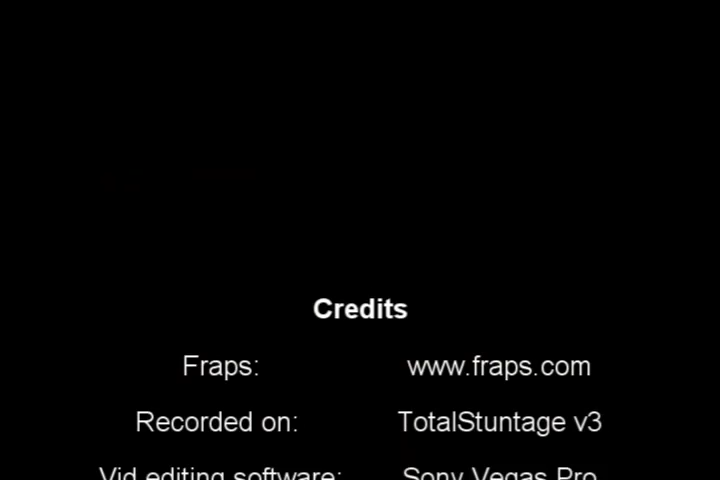 Credits
Fraps: www.fraps.com
Recorded on: TotalStuntage v3
Vid editing software: Sony Vegas Pro